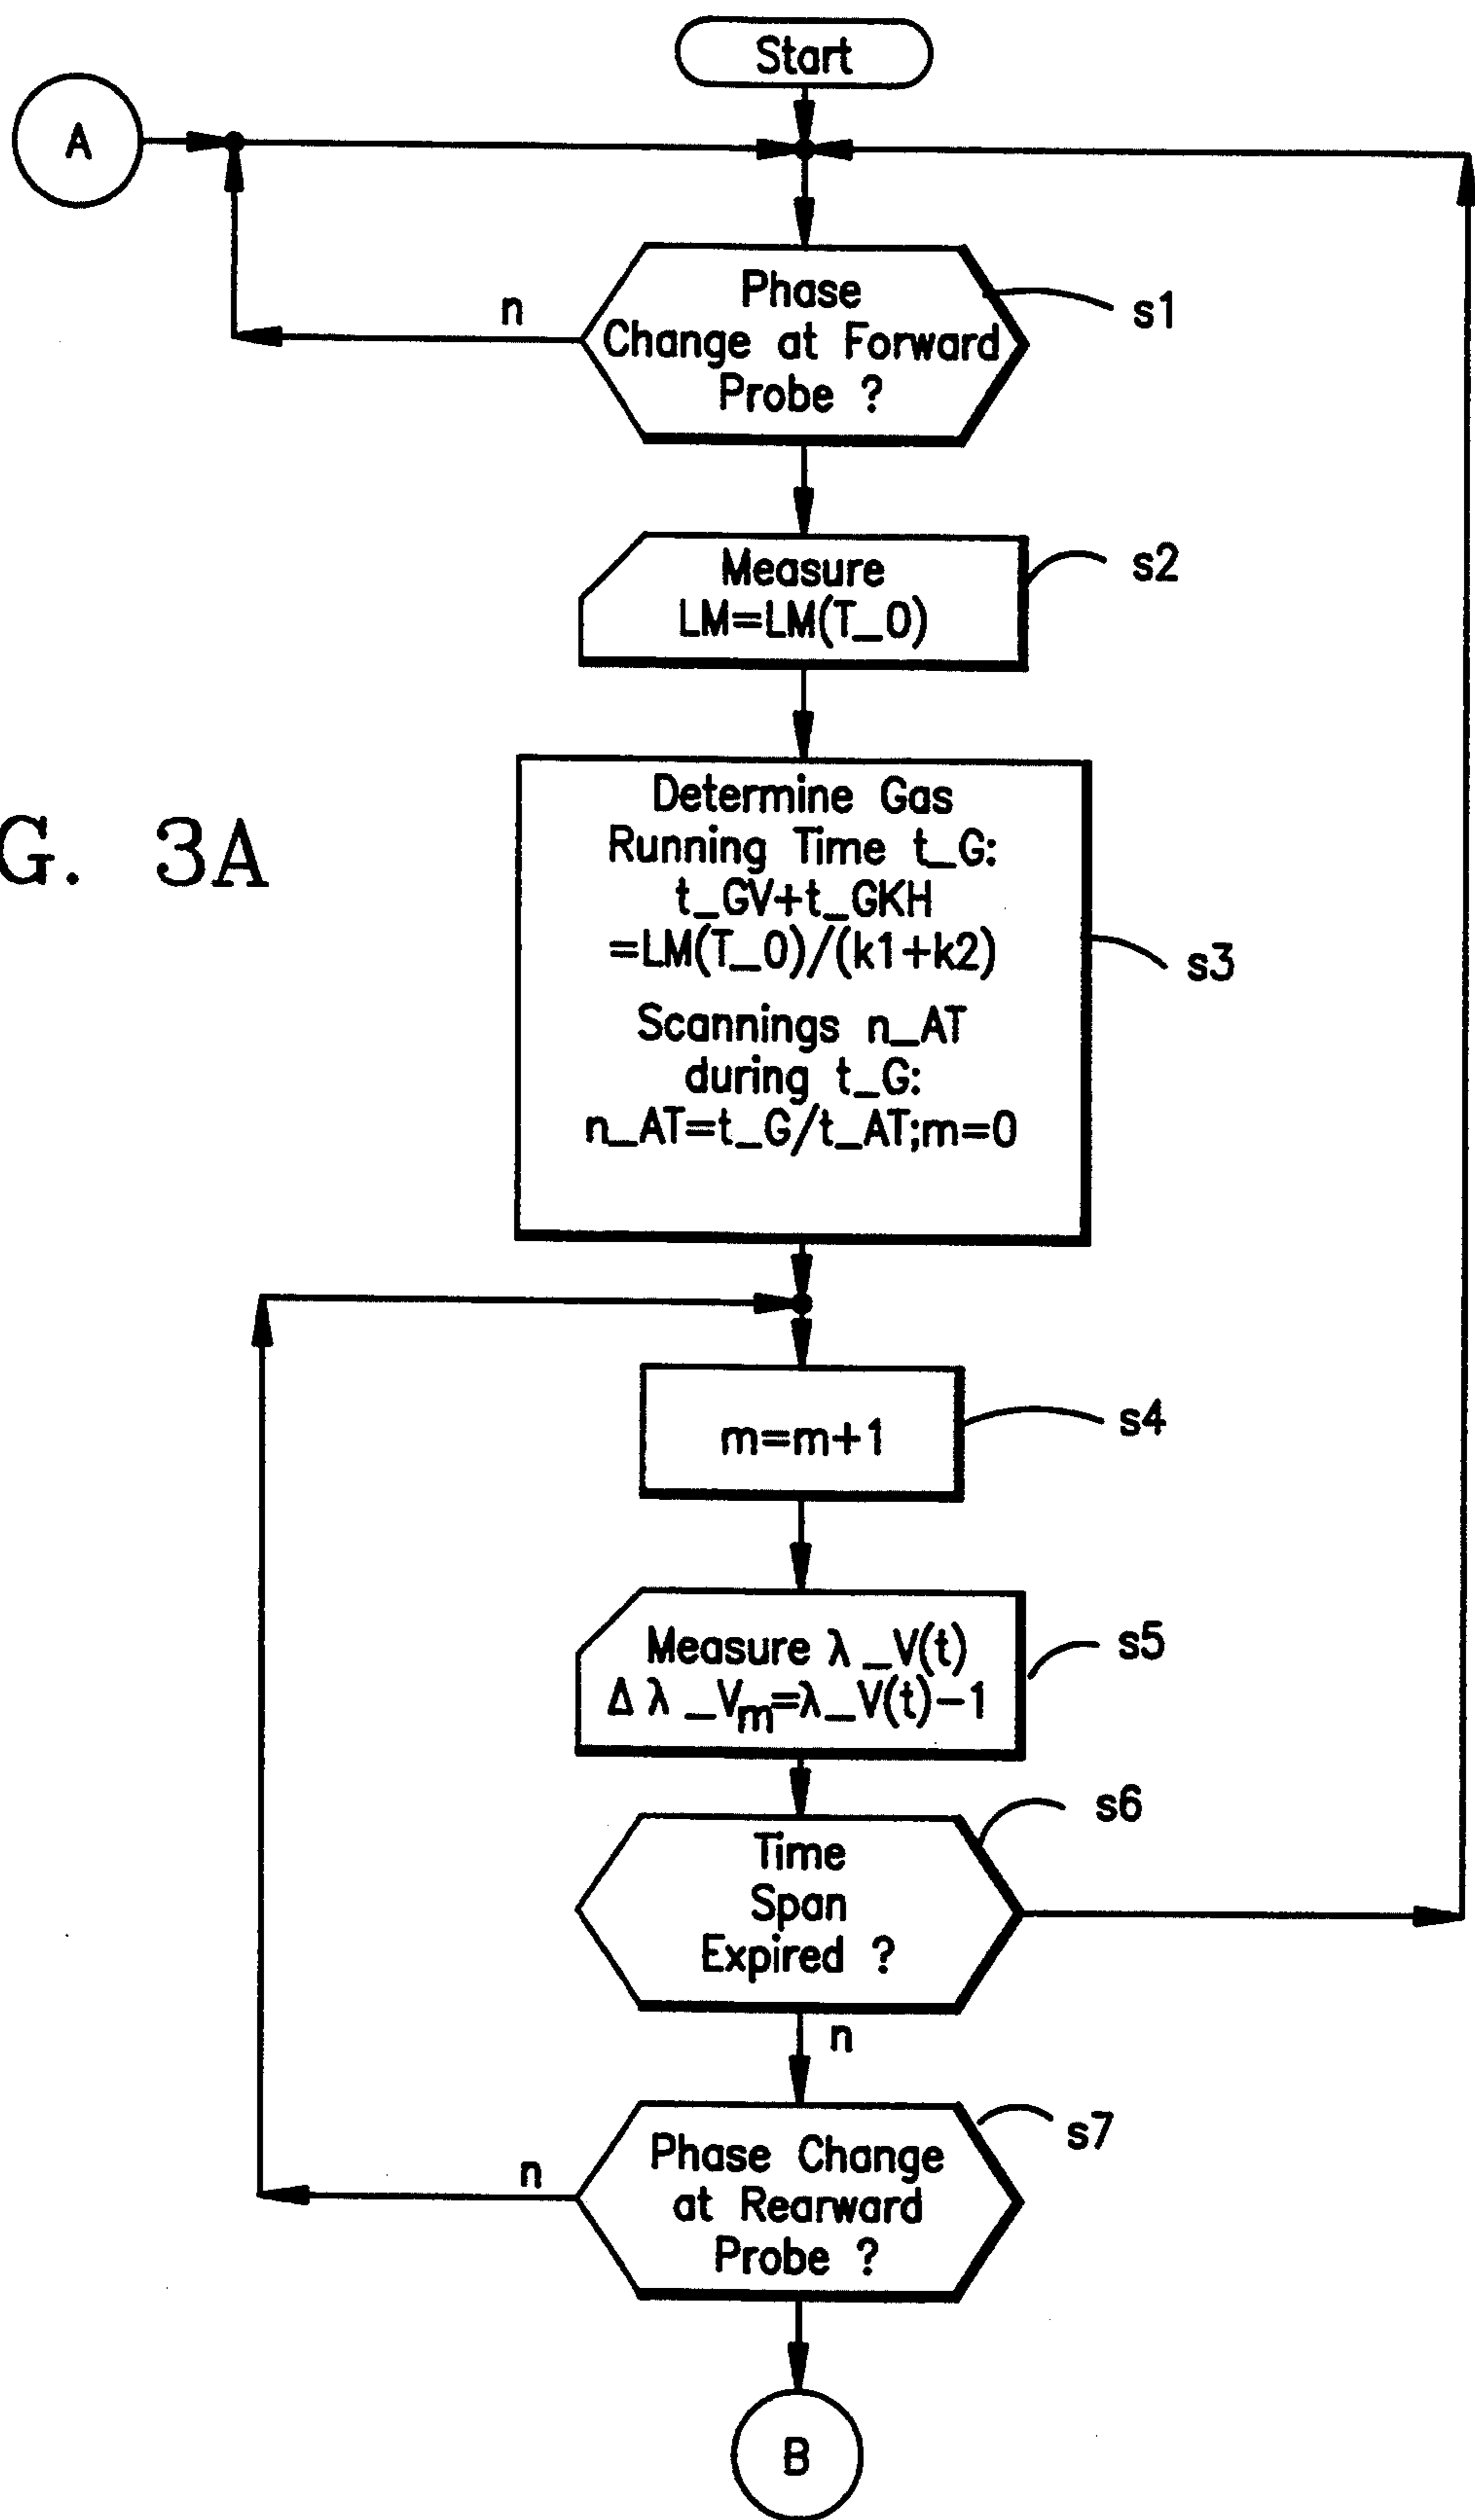 Start
A
n
Phase
Change at Forward
Probe ?
s1
Measure
LM=LM(T_0)
s2
G. 3A
Determine Gas
Running Time t_G:
t_GV+t_GKH
=LM(T_0)/(k1+k2)
Scannings n_AT
during t_G:
n_AT=t_G/t_AT;m=0
s3
m=m+1
s4
Measure λ_V(t)
Δλ_Vm=λ_V(t)-1
s5
Time
Span
Expired ?
s6
n
n
Phase Change
at Rearward
Probe ?
s7
B